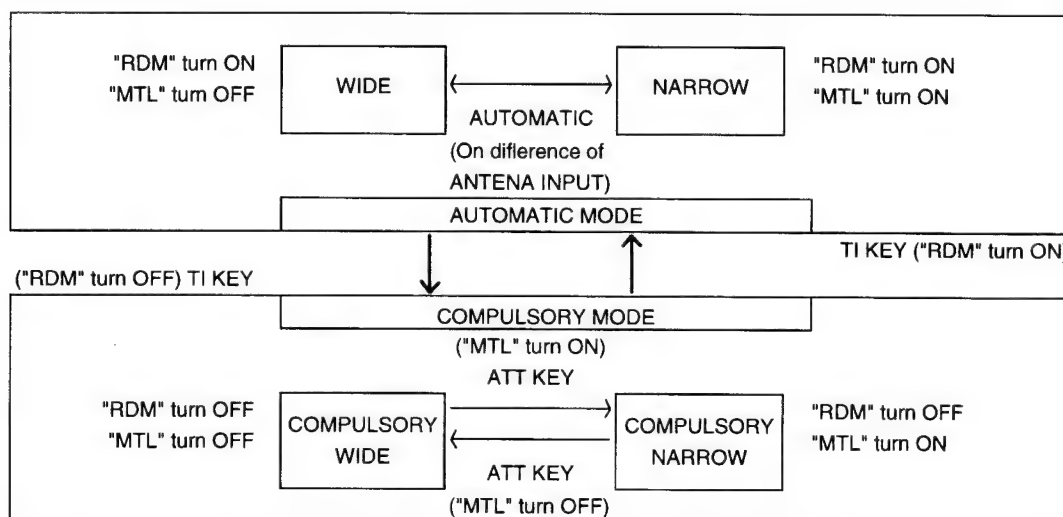 "RDM" turn ON
"MTL" turn OFF
WIDE
AUTOMATIC
(On diflerence of
ANTENA INPUT)
NARROW
"RDM" turn ON
"MTL" turn ON
AUTOMATIC MODE
TI KEY ("RDM" turn ON)
("RDM" turn OFF) TI KEY
COMPULSORY MODE
("MTL" turn ON)
ATT KEY
"RDM" turn OFF
"MTL" turn OFF
COMPULSORY
WIDE
COMPULSORY
NARROW
"RDM" turn OFF
"MTL" turn ON
ATT KEY
("MTL" turn OFF)